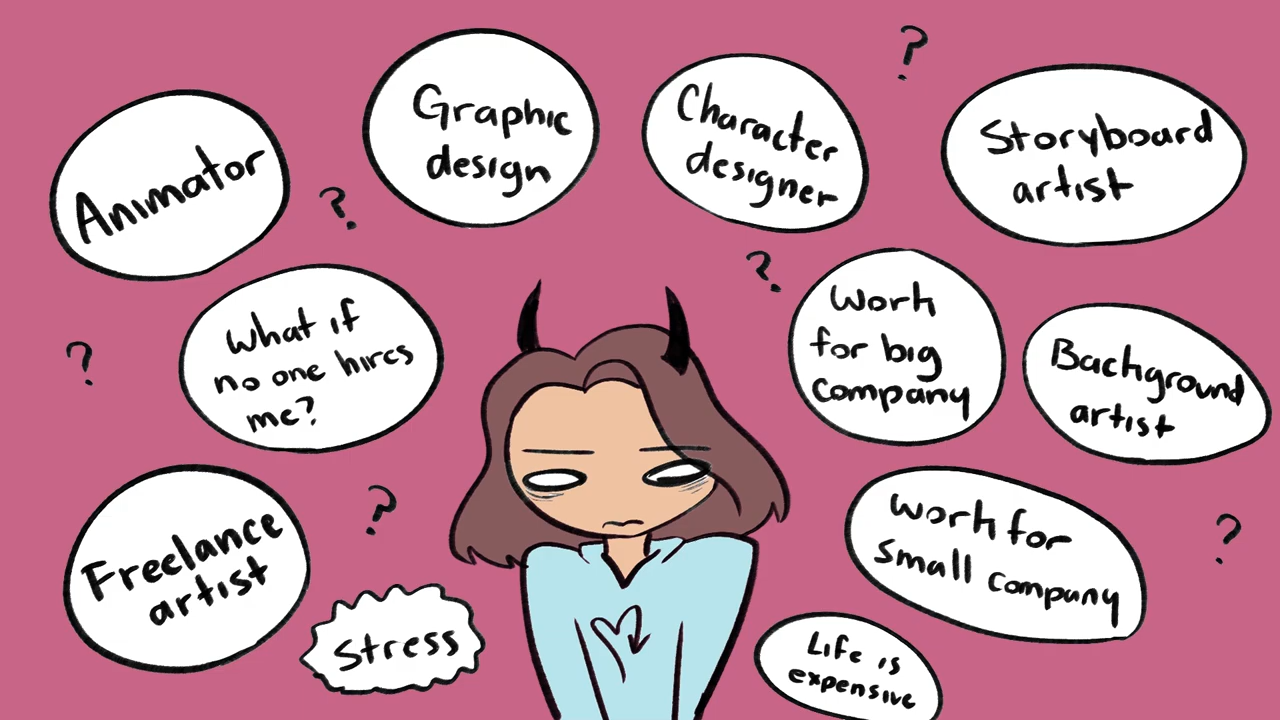 Animator
Graphic
design
Character
designer
?
Storyboard
artist
?
What if
no one hires
me?
?
Work
for big
company
Background
artist
?
Freelance
artist
?
Stress
Work for
small company
?
Life is
expensive